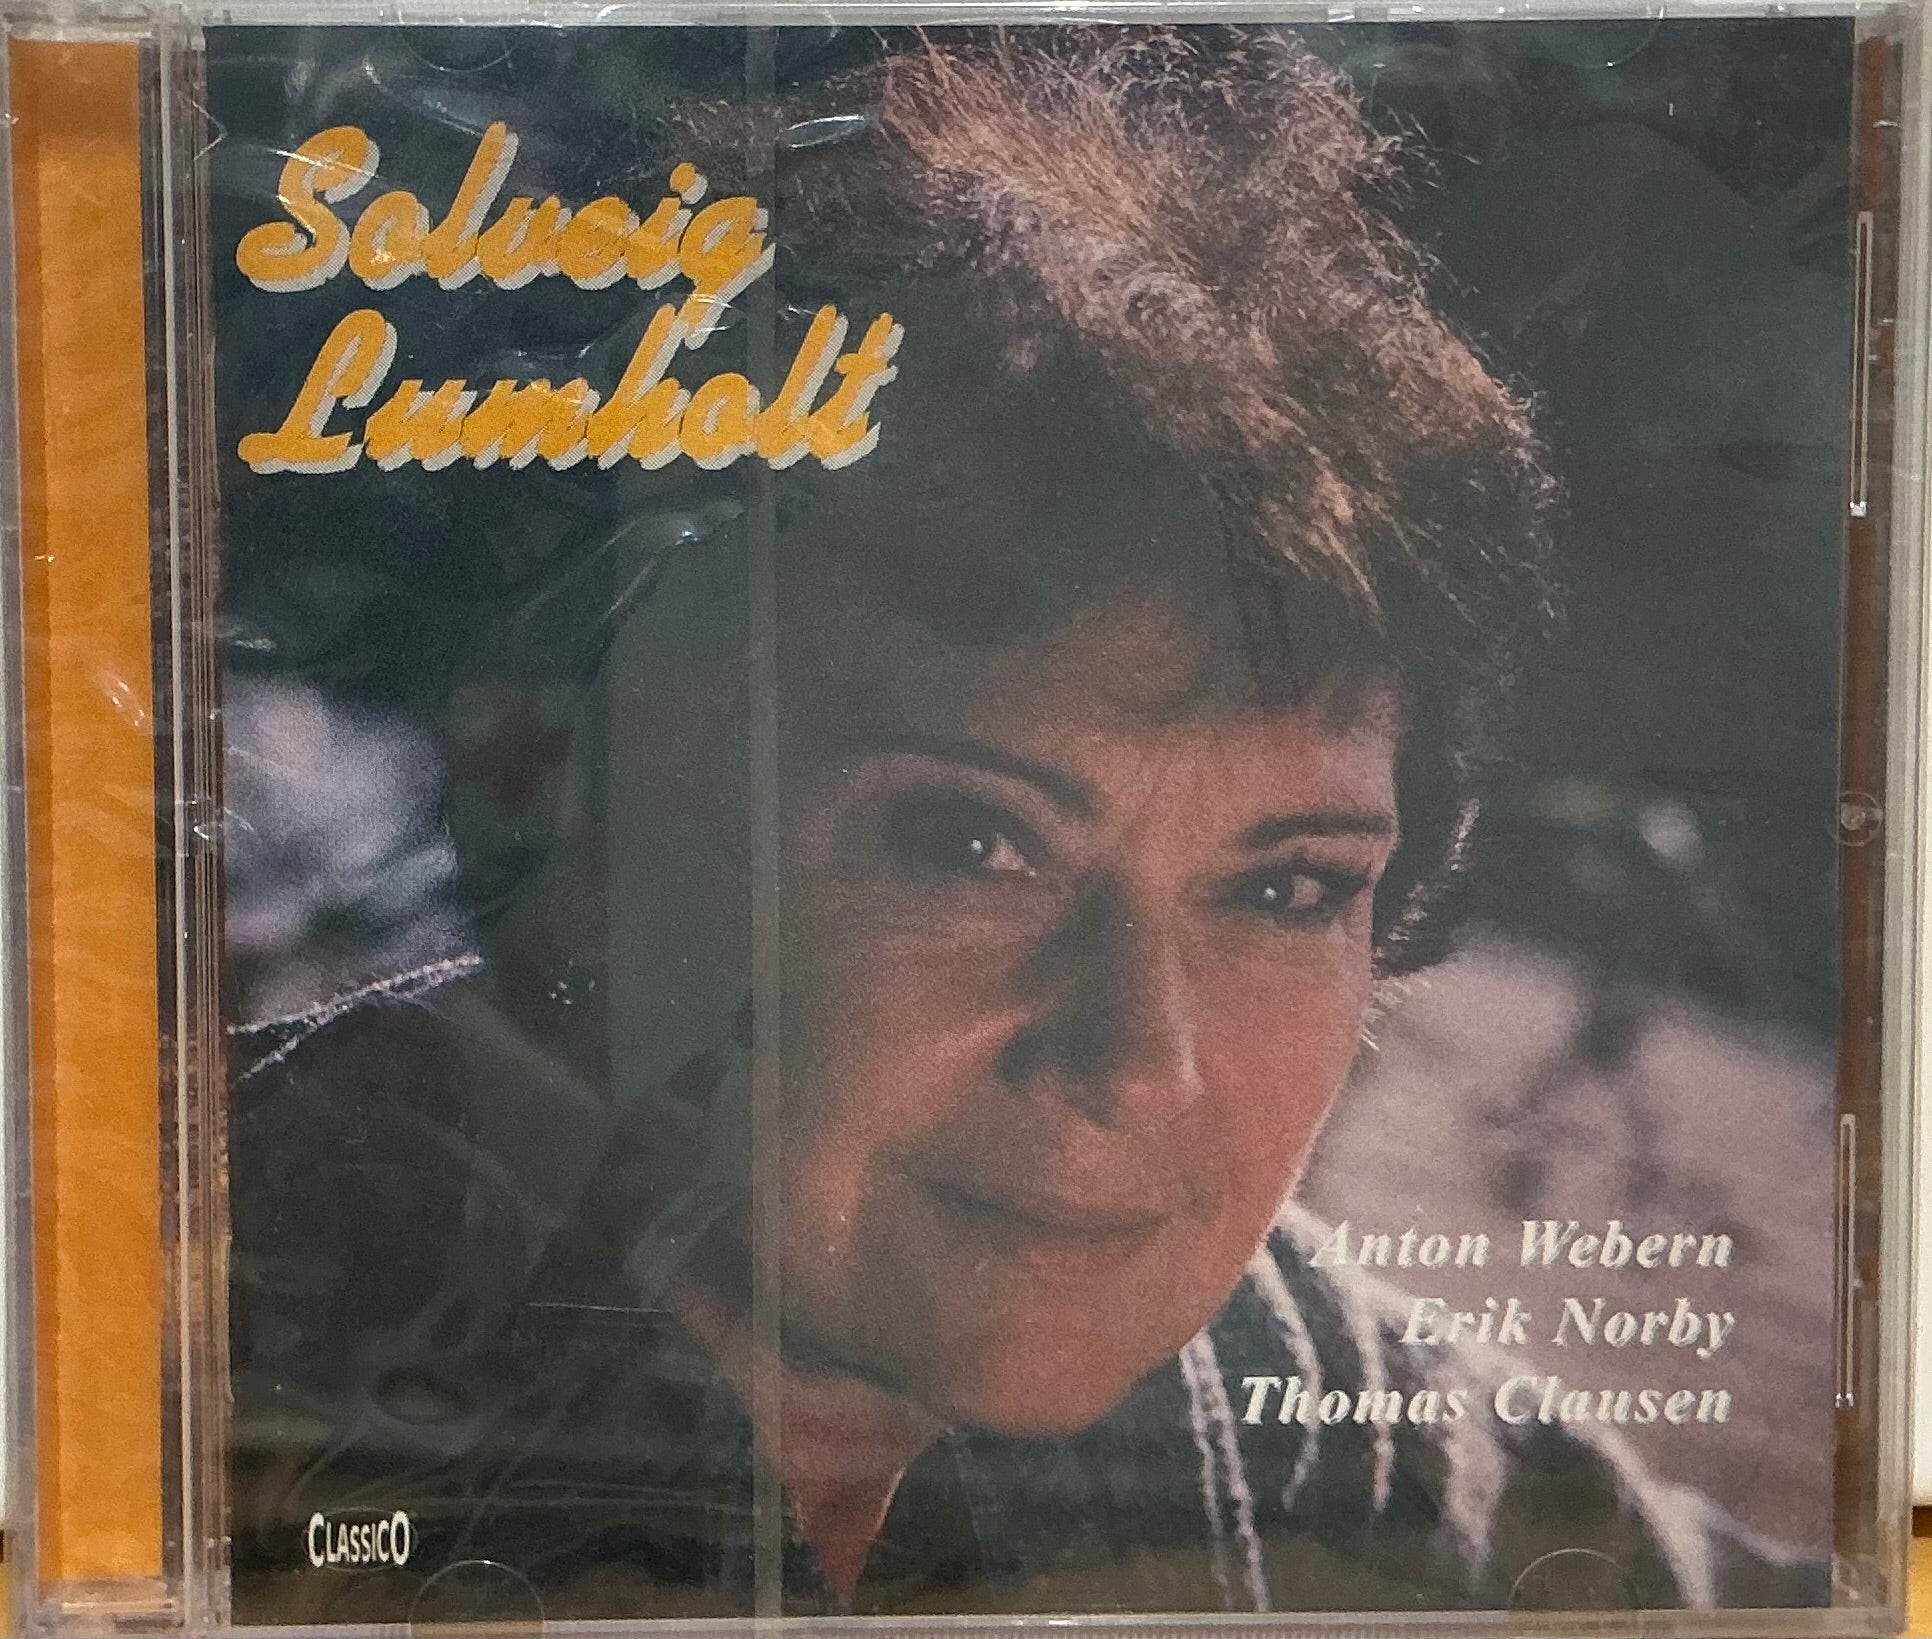 Solveig
Lumholt
Anton Webern
Erik Norby
Thomas Clausen
CLASSICO